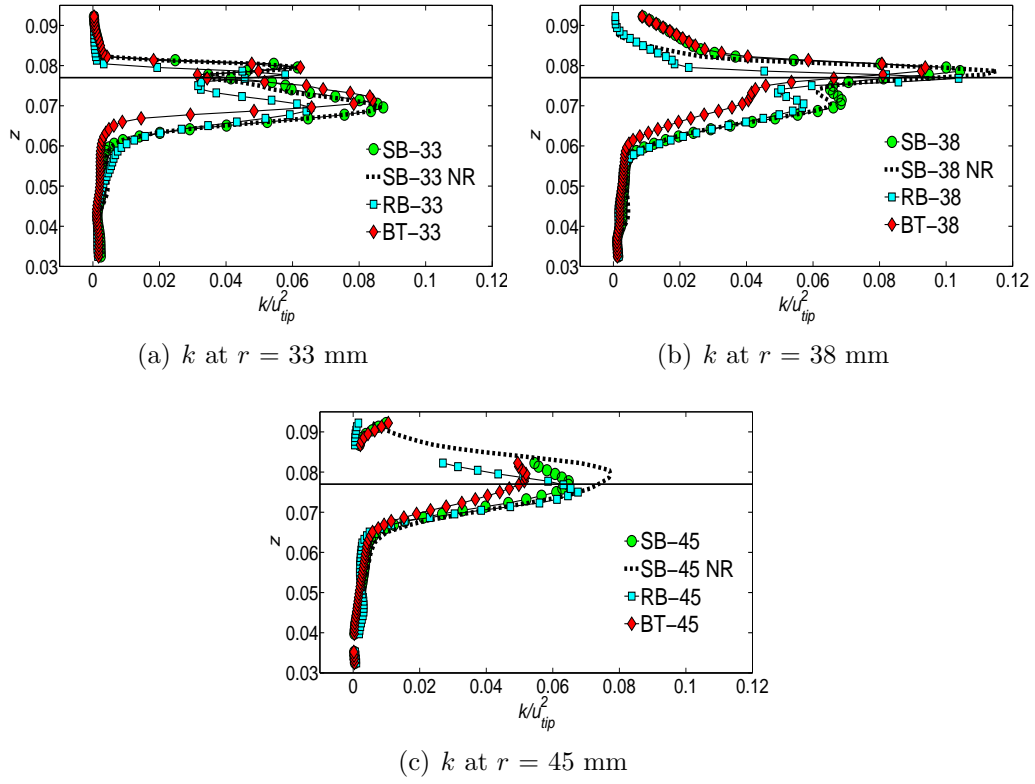 0.09
0.08
0.07
0.06
0.05
0.04
0.03
z
0 0.02 0.04 0.06 0.08 0.1 0.12
k/u²tip
SB−33
SB−33 NR
RB−33
BT−33
(a) k at r = 33 mm
0.09
0.08
0.07
0.06
0.05
0.04
0.03
z
0 0.02 0.04 0.06 0.08 0.1 0.12
k/u²tip
SB−38
SB−38 NR
RB−38
BT−38
(b) k at r = 38 mm
0.09
0.08
0.07
0.06
0.05
0.04
0.03
z
0 0.02 0.04 0.06 0.08 0.1 0.12
k/u²tip
SB−45
SB−45 NR
RB−45
BT−45
(c) k at r = 45 mm